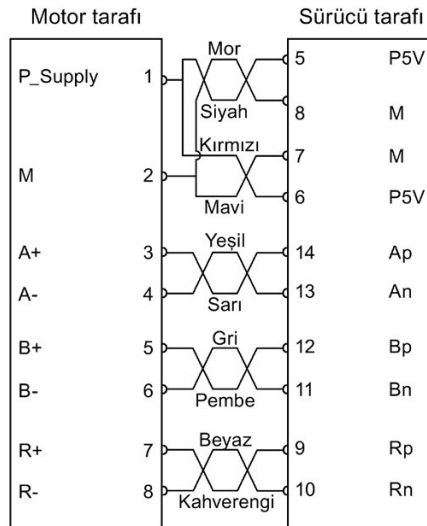 Motor tarafı Sürücü tarafı
Mor 5 P5V
P_Supply 1
Siyah 8 M
Kırmızı 7 M
M 2
Mavi 6 P5V
A+ 3 Yeşil 14 Ap
A- 4 Sarı 13 An
B+ 5 Gri 12 Bp
B- 6 Pembe 11 Bn
R+ 7 Beyaz 9 Rp
R- 8 Kahverengi 10 Rn